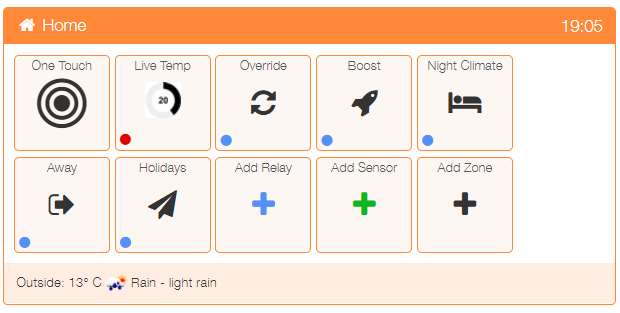 Home 19:05
One Touch Live Temp Override Boost Night Climate
20
Away Holidays Add Relay Add Sensor Add Zone
Outside: 13° C Rain - light rain